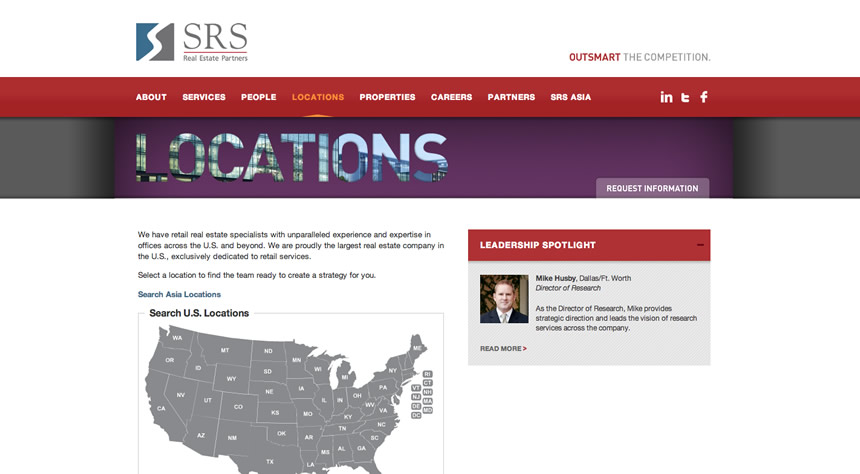 SRS
Real Estate Partners
OUTSMART THE COMPETITION.
ABOUT SERVICES PEOPLE LOCATIONS PROPERTIES CAREERS PARTNERS SRS ASIA
in t f
LOCATIONS
REQUEST INFORMATION
We have retail real estate specialists with unparalleled experience and expertise in
offices across the U.S. and beyond. We are proudly the largest real estate company in
the U.S., exclusively dedicated to retail services.
Select a location to find the team ready to create a strategy for you.
Search Asia Locations
Search U.S. Locations
WA
MT
ND
MN
ME
OR
ID
SD
WI
MI
NY
WY
NE
IA
PA
RI
CT
NV
UT
CO
IL
IN
OH
VT
NH
NJ
MA
CA
KS
MO
WV
VA
DE
MD
KY
DC
AZ
NM
OK
AR
TN
NC
SC
MS
AL
GA
TX
LA
LEADERSHIP SPOTLIGHT
Mike Husby, Dallas/Ft. Worth
Director of Research
As the Director of Research, Mike provides
strategic direction and leads the vision of research
services across the company.
READ MORE >